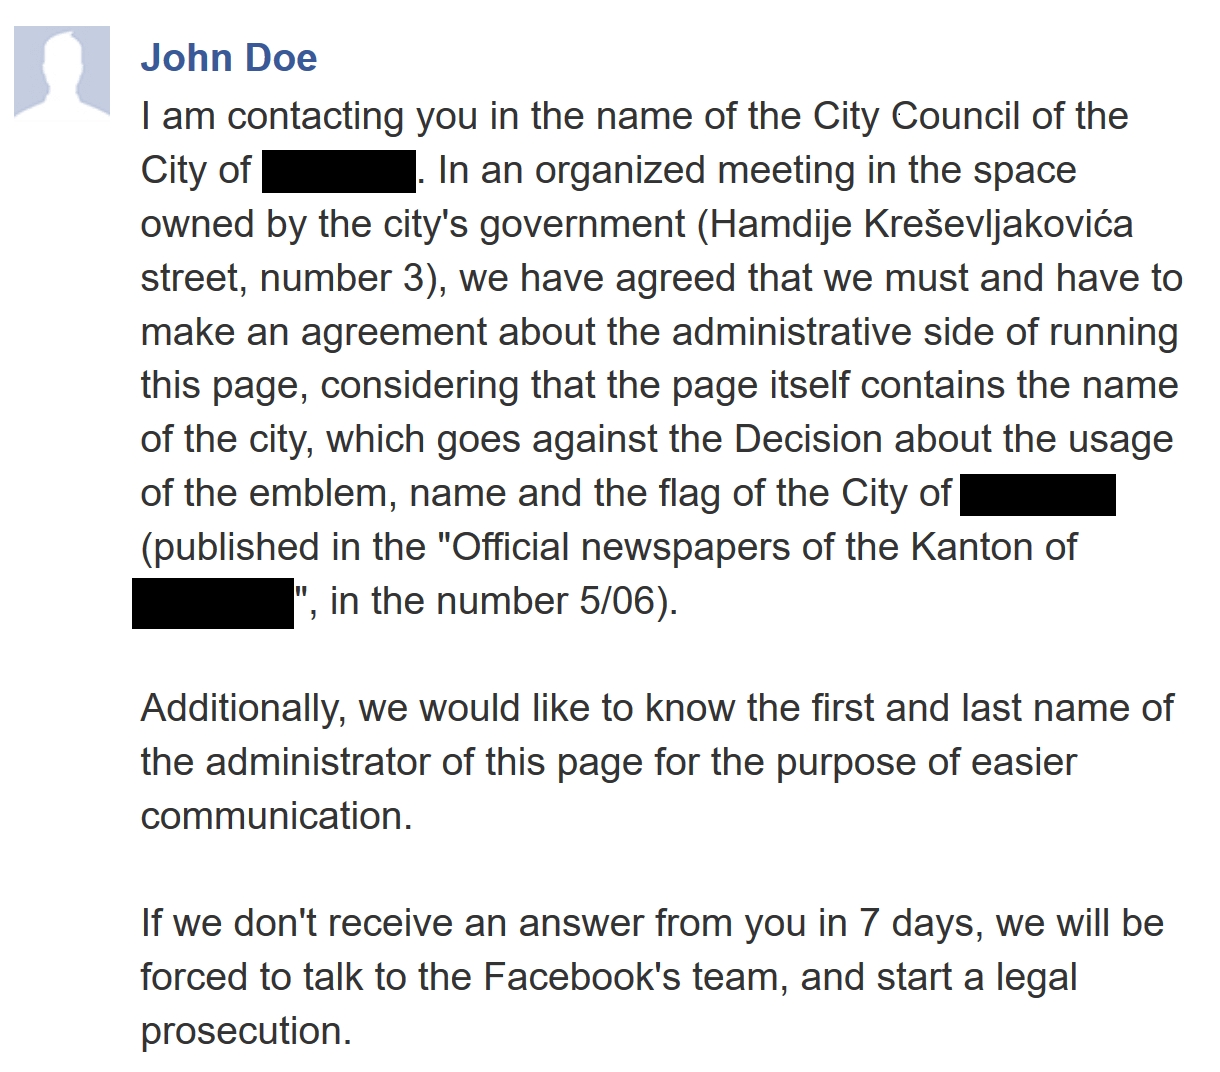 John Doe
I am contacting you in the name of the City Council of the
City of . In an organized meeting in the space
owned by the city's government (Hamdije Kreševljakovića
street, number 3), we have agreed that we must and have to
make an agreement about the administrative side of running
this page, considering that the page itself contains the name
of the city, which goes against the Decision about the usage
of the emblem, name and the flag of the City of
(published in the "Official newspapers of the Kanton of
", in the number 5/06).
Additionally, we would like to know the first and last name of
the administrator of this page for the purpose of easier
communication.
If we don't receive an answer from you in 7 days, we will be
forced to talk to the Facebook's team, and start a legal
prosecution.